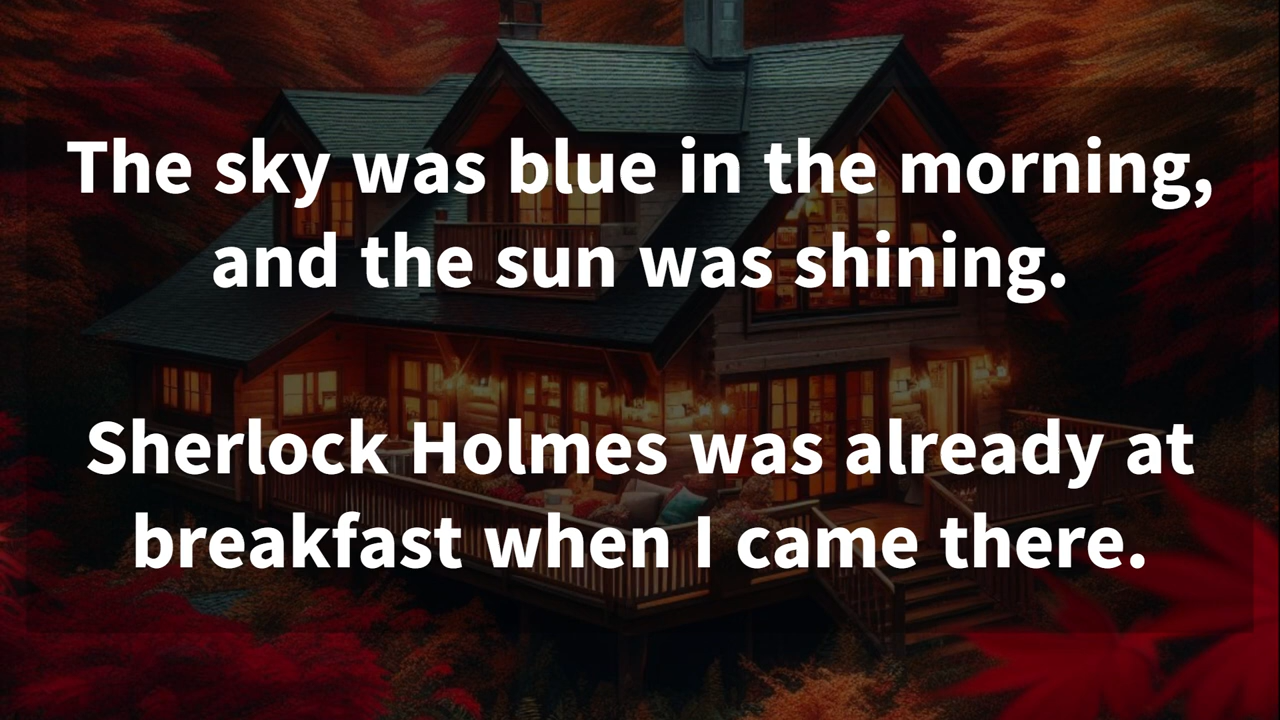 The sky was blue in the morning,
and the sun was shining.
Sherlock Holmes was already at
breakfast when I came there.